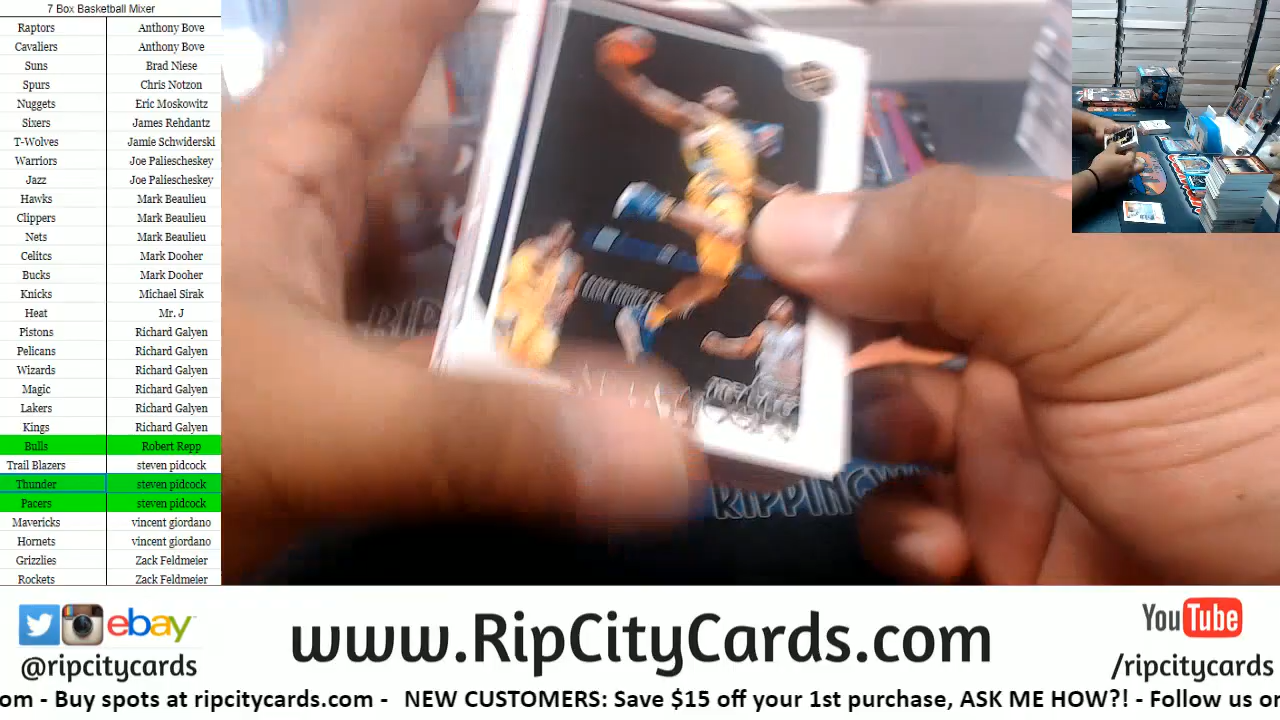 7 Box Basketball Mixer
Raptors Anthony Bove
Cavaliers Anthony Bove
Suns Brad Niese
Spurs Chris Notzon
Nuggets Eric Moskowitz
Sixers James Rehdantz
T-Wolves Jamie Schwiderski
Warriors Joe Paliescheskey
Jazz Joe Paliescheskey
Hawks Mark Beaulieu
Clippers Mark Beaulieu
Nets Mark Beaulieu
Celitcs Mark Dooher
Bucks Mark Dooher
Knicks Michael Sirak
Heat Mr. J
Pistons Richard Galyen
Pelicans Richard Galyen
Wizards Richard Galyen
Magic Richard Galyen
Lakers Richard Galyen
Kings Richard Galyen
Bulls Robert Repp
Trail Blazers steven pidcock
Thunder steven pidcock
Pacers steven pidcock
Mavericks vincent giordano
Hornets vincent giordano
Grizzlies Zack Feldmeier
Rockets Zack Feldmeier
RIP
RIPPINGW
ebay
@ripcitycards
www.RipCityCards.com
YouTube
/ripcitycards
om - Buy spots at ripcitycards.com - NEW CUSTOMERS: Save $15 off your 1st purchase, ASK ME HOW?! - Follow us on